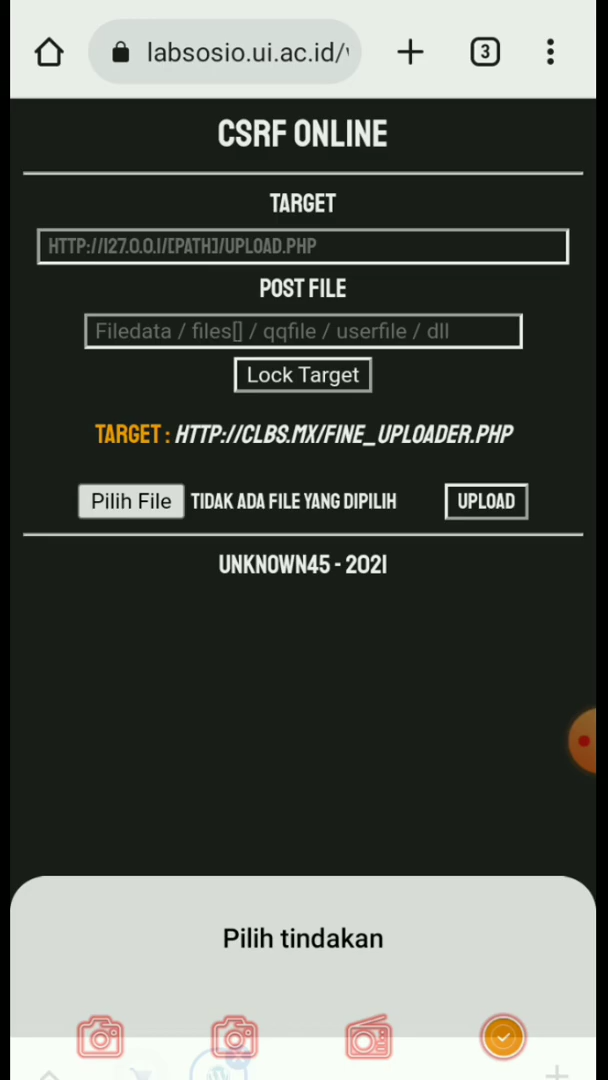 labsosio.ui.ac.id/
3
CSRF ONLINE
TARGET
HTTP://127.0.0.1/[PATH]/UPLOAD.PHP
POST FILE
Filedata / files[] / qqfile / userfile / dll
Lock Target
TARGET : HTTP://CLBS.MX/FINE_UPLOADER.PHP
Pilih File TIDAK ADA FILE YANG DIPILIH UPLOAD
UNKNOWN45 - 2021
Pilih tindakan